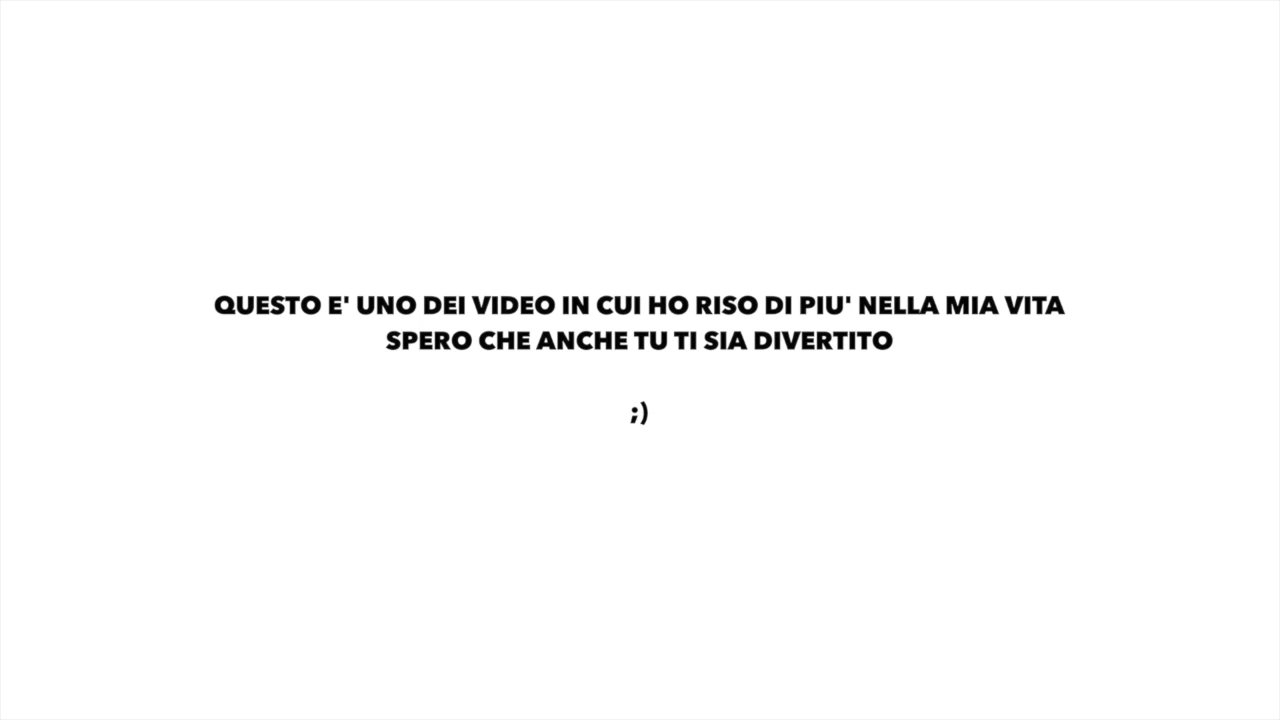 QUESTO E' UNO DEI VIDEO IN CUI HO RISO DI PIU' NELLA MIA VITA
SPERO CHE ANCHE TU TI SIA DIVERTITO
;)